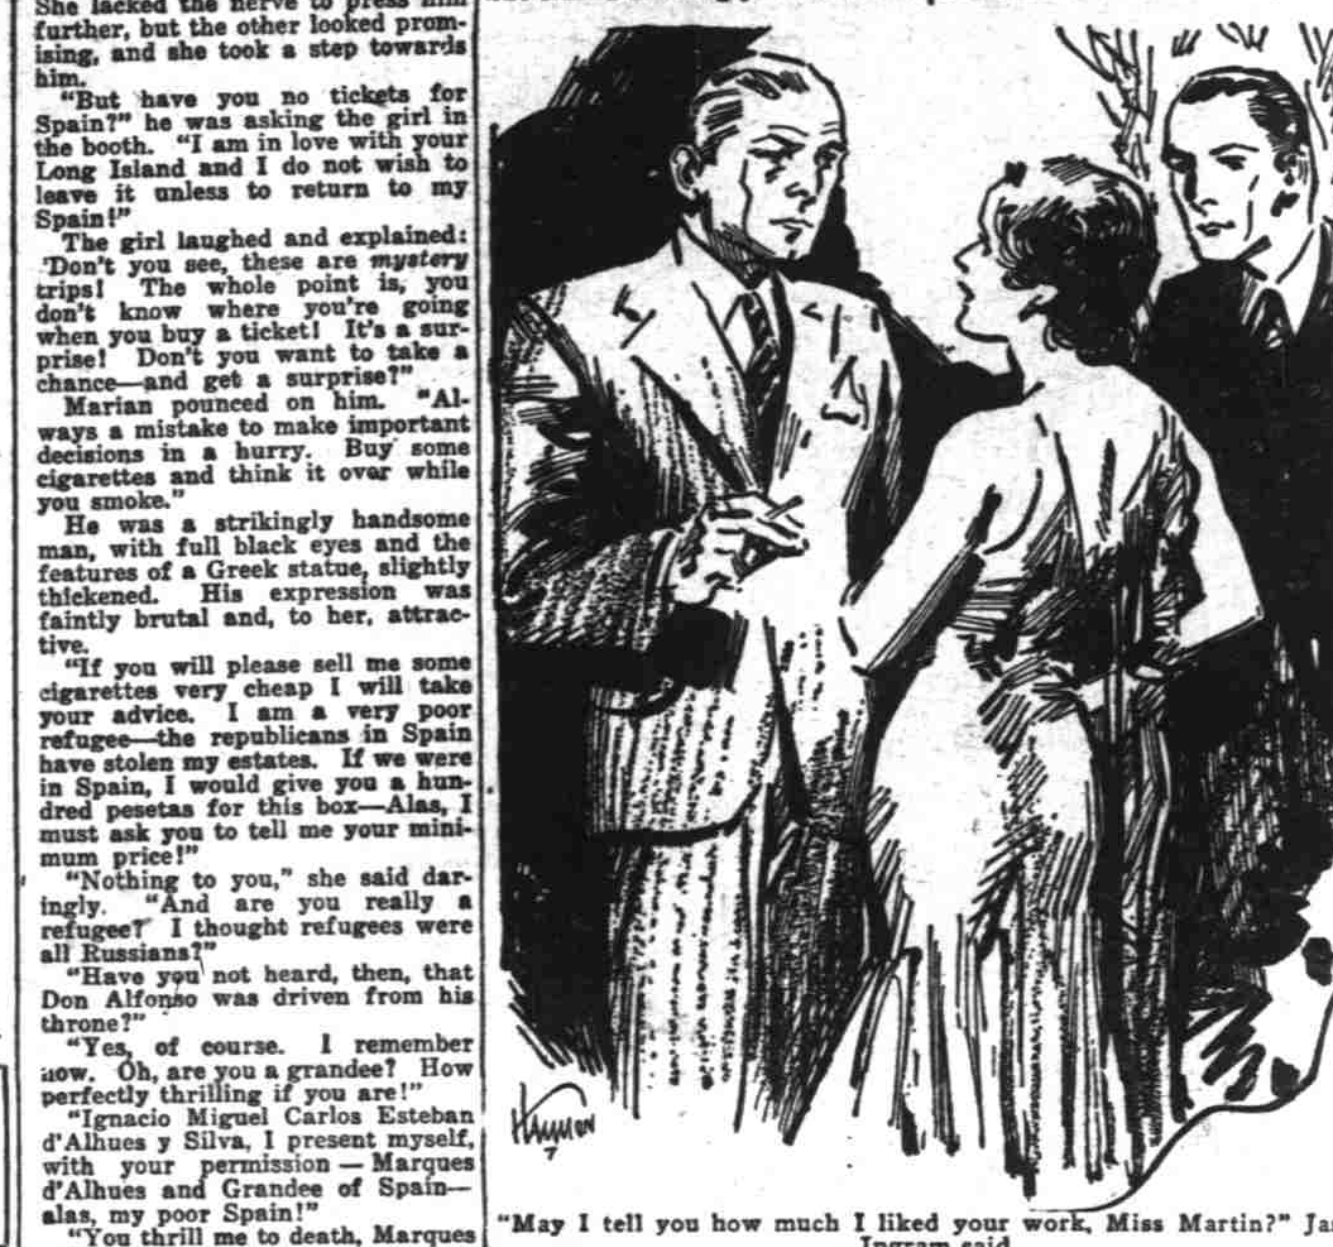 She lacked the nerve to press him
further, but the other looked prom-
ising, and she took a step towards
him.
"But have you no tickets for
Spain?" he was asking the girl in
the booth. "I am in love with your
Long Island and I do not wish to
leave it unless to return to my
Spain!"
The girl laughed and explained:
'Don't you see, these are mystery
trips! The whole point is, you
don't know where you're going
when you buy a ticket! It's a sur-
prise! Don't you want to take a
chance—and get a surprise?"
Marian pounced on him. "Al-
ways a mistake to make important
decisions in a hurry. Buy some
cigarettes and think it over while
you smoke."
He was a strikingly handsome
man, with full black eyes and the
features of a Greek statue, slightly
thickened. His expression was
faintly brutal and, to her, attrac-
tive.
"If you will please sell me some
cigarettes very cheap I will take
your advice. I am a very poor
refugee—the republicans in Spain
have stolen my estates. If we were
in Spain, I would give you a hun-
dred pesetas for this box—Alas, I
must ask you to tell me your mini-
mum price!"
"Nothing to you," she said dar-
ingly. "And are you really a
refugee? I thought refugees were
all Russians?"
"Have you not heard, then, that
Don Alfonso was driven from his
throne?"
"Yes, of course. I remember
now. Oh, are you a grandee? How
perfectly thrilling if you are!"
"Ignacio Miguel Carlos Esteban
d'Alhues y Silva, I present myself,
with your permission — Marques
d'Alhues and Grandee of Spain—
alas, my poor Spain!"
"You thrill me to death, Marques
"May I tell you how much I liked your work, Miss Martin?" Ja
Ingram said